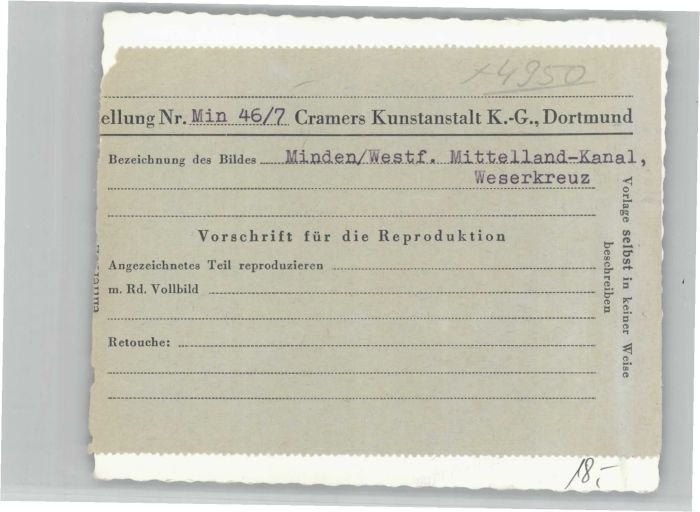 ×4950
ellung Nr. Min 46/7 Cramers Kunstanstalt K.-G., Dortmund
Bezeichnung des Bildes Minden/Westf. Mittelland-Kanal,
Weserkreuz
Vorschrift für die Reproduktion
Angezeichnetes Teil reproduzieren
m. Rd. Vollbild
Retouche:
Vorlage selbst in keiner Weise
beschreiben
18,-